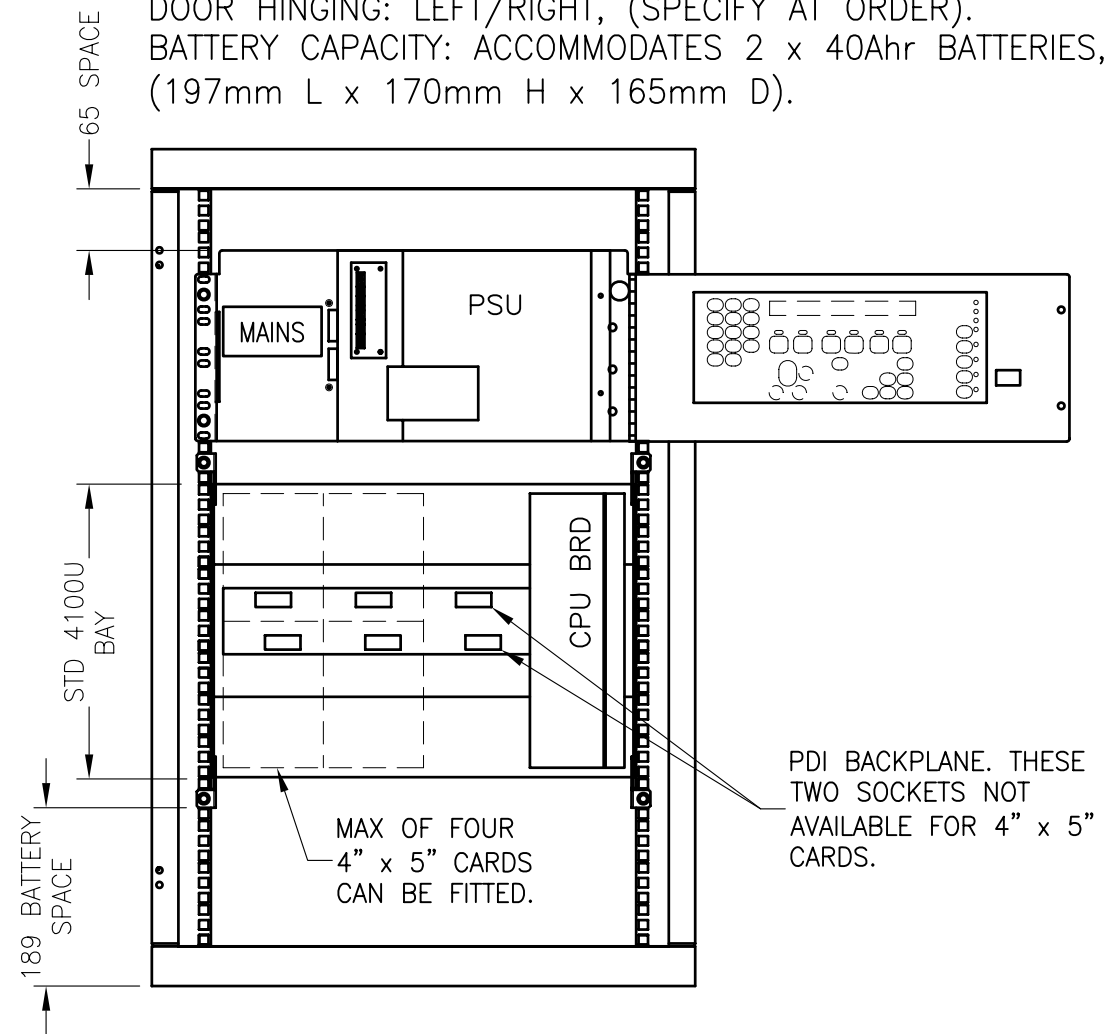 DOOR HINGING: LEFT/RIGHT, (SPECIFY AT ORDER).
BATTERY CAPACITY: ACCOMMODATES 2 x 40Ahr BATTERIES,
(197mm L x 170mm H x 165mm D).
65 SPACE
MAINS
PSU
STD 4100U
BAY
CPU BRD
PDI BACKPLANE. THESE
TWO SOCKETS NOT
AVAILABLE FOR 4” x 5”
CARDS.
MAX OF FOUR
4” x 5” CARDS
CAN BE FITTED.
189 BATTERY
SPACE